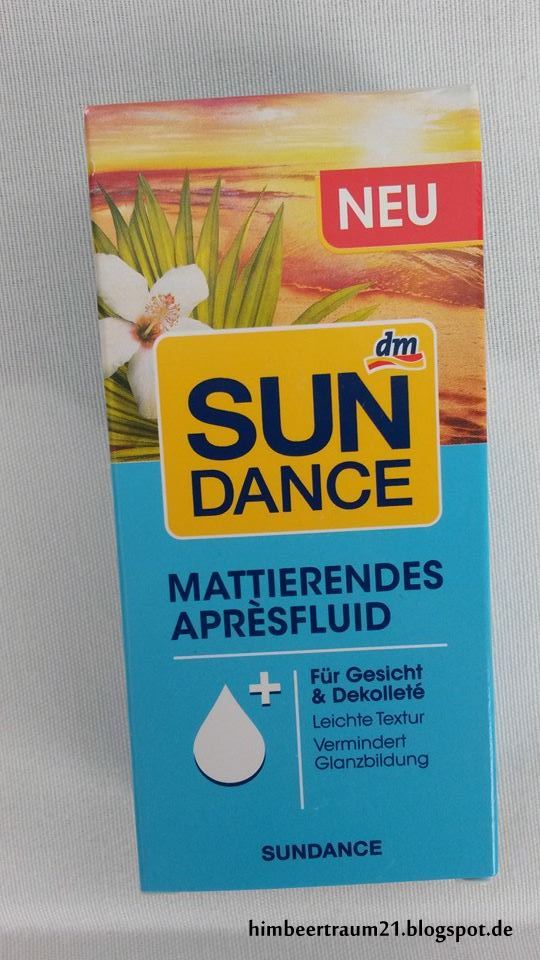 NEU
dm
SUN
DANCE
MATTIERENDES
APRÈSFLUID
Für Gesicht
& Dekolleté
Leichte Textur
Vermindert
Glanzbildung
SUNDANCE
himbeertraum21.blogspot.de